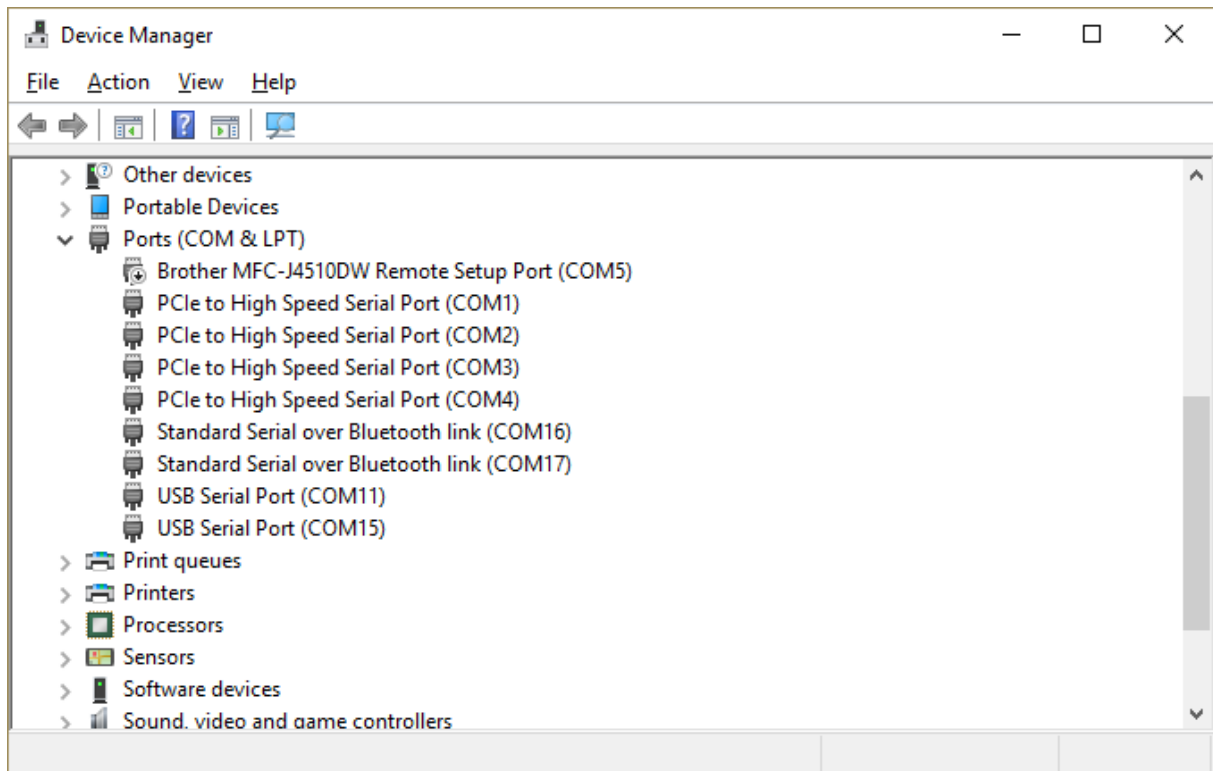 Device Manager
File Action View Help
Other devices
Portable Devices
Ports (COM & LPT)
Brother MFC-J4510DW Remote Setup Port (COM5)
PCIe to High Speed Serial Port (COM1)
PCIe to High Speed Serial Port (COM2)
PCIe to High Speed Serial Port (COM3)
PCIe to High Speed Serial Port (COM4)
Standard Serial over Bluetooth link (COM16)
Standard Serial over Bluetooth link (COM17)
USB Serial Port (COM11)
USB Serial Port (COM15)
Print queues
Printers
Processors
Sensors
Software devices
Sound, video and game controllers